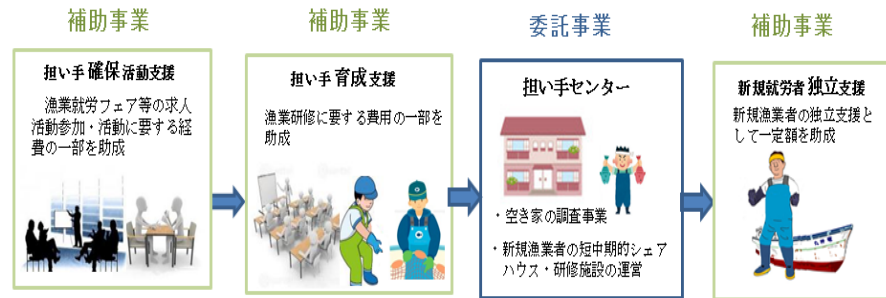 補助事業
担い手確保活動支援
漁業就労フェア等の求人
活動参加・活動に要する経
費の一部を助成
補助事業
担い手育成支援
漁業研修に要する費用の一部を
助成
委託事業
担い手センター
・空き家の調査事業
・新規漁業者の短中期的シェア
ハウス・研修施設の運営
補助事業
新規就労者独立支援
新規漁業者の独立支援と
して一定額を助成